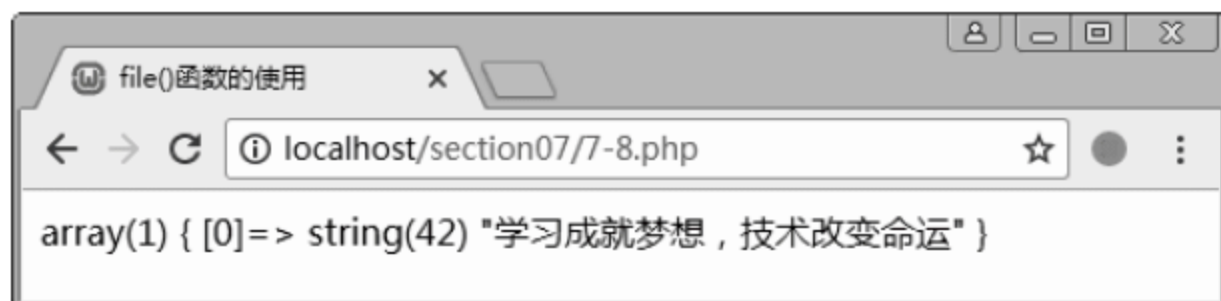 file()函数的使用
localhost/section07/7-8.php
array(1) { [0]=> string(42) "学习成就梦想，技术改变命运" }